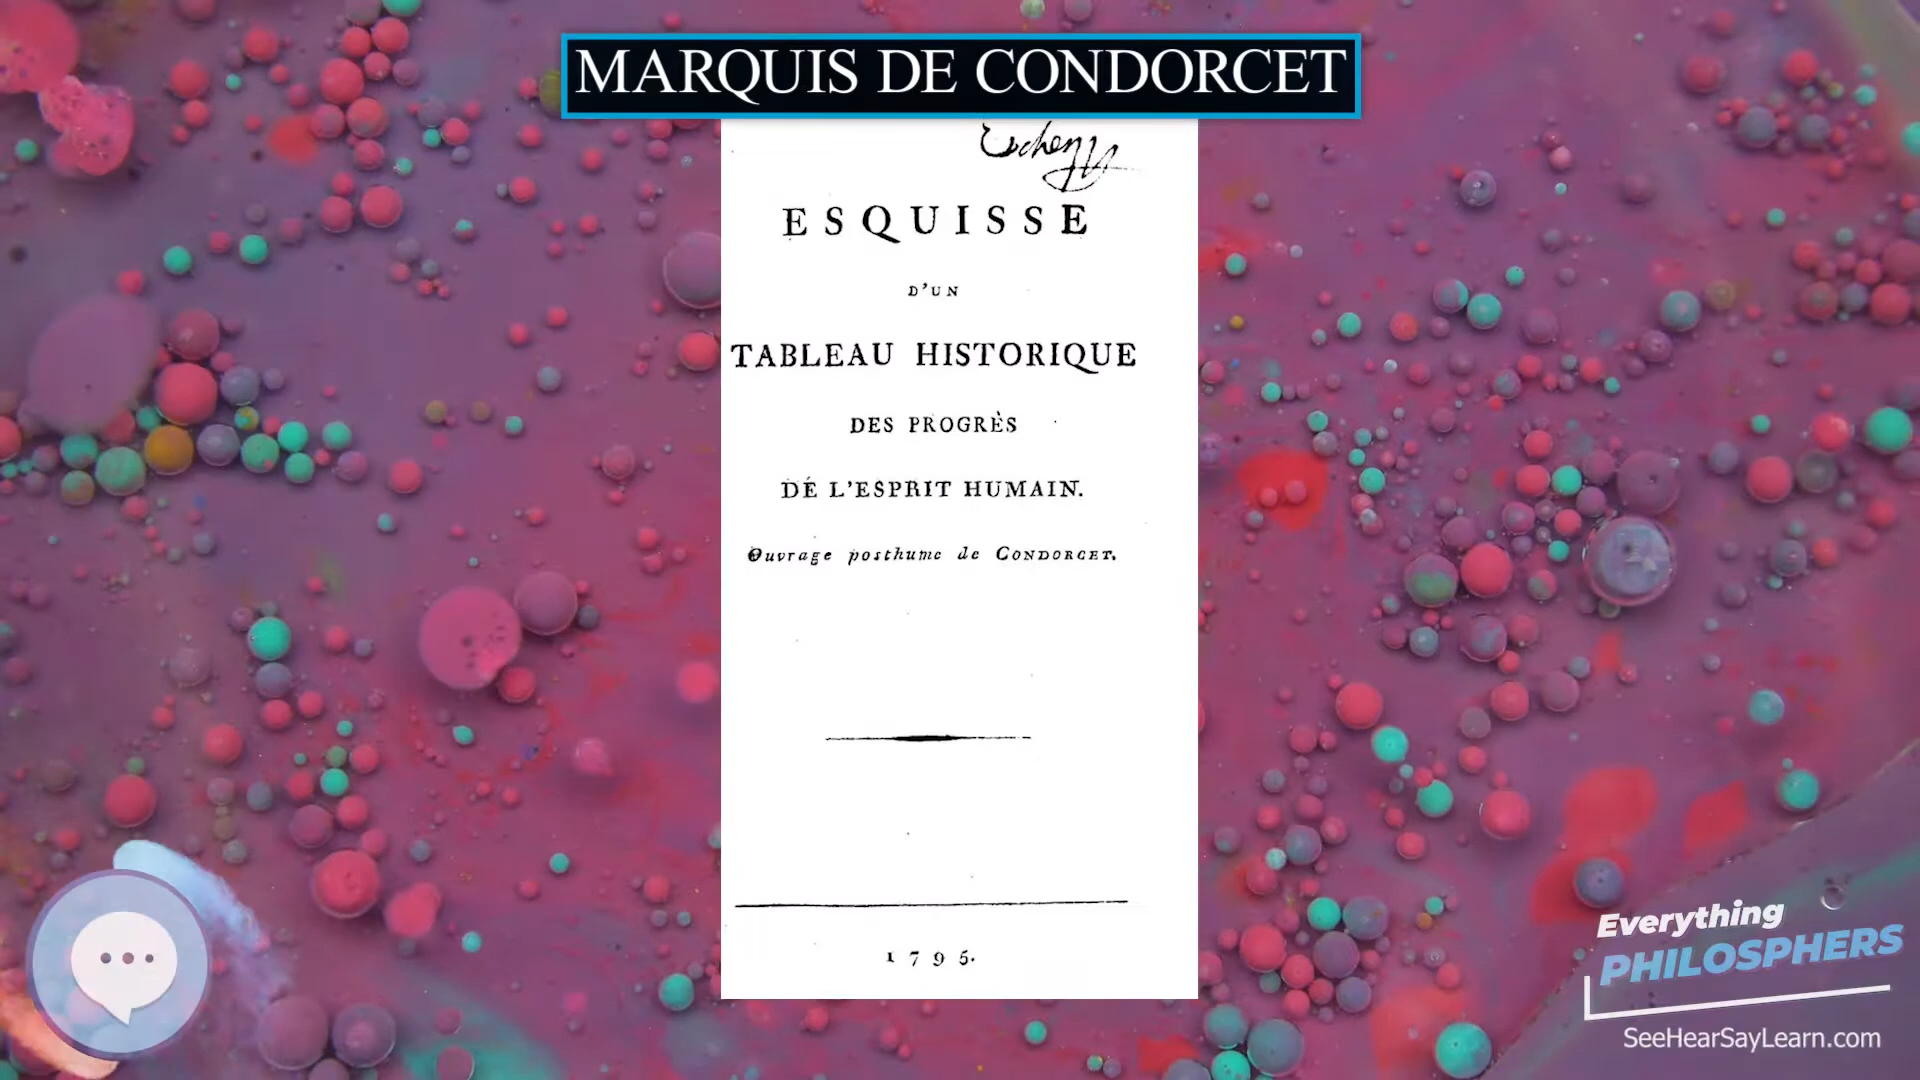 MARQUIS DE CONDORCET
ESQUISSE
D'UN
TABLEAU HISTORIQUE
DES PROGRÈS
DÉ L'ESPRIT HUMAIN.
Ouvrage posthume de CONDORCET.
1795.
Everything
PHILOSPHERS
SeeHearSayLearn.com